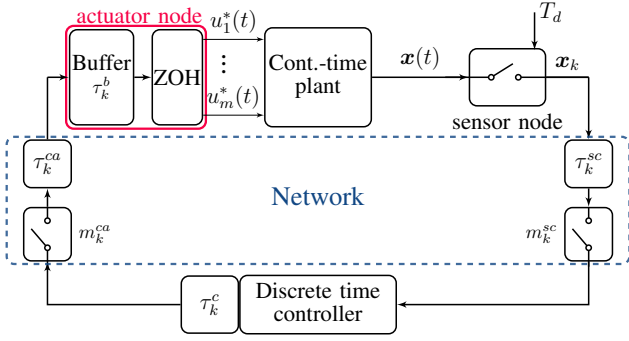 actuator node
Buffer
τ_k^b
ZOH
u_1^*(t)
⋮
u_m^*(t)
Cont.-time
plant
x(t)
T_d
x_k
sensor node
τ_k^{ca}
τ_k^{sc}
Network
m_k^{ca}
m_k^{sc}
τ_k^c
Discrete time
controller